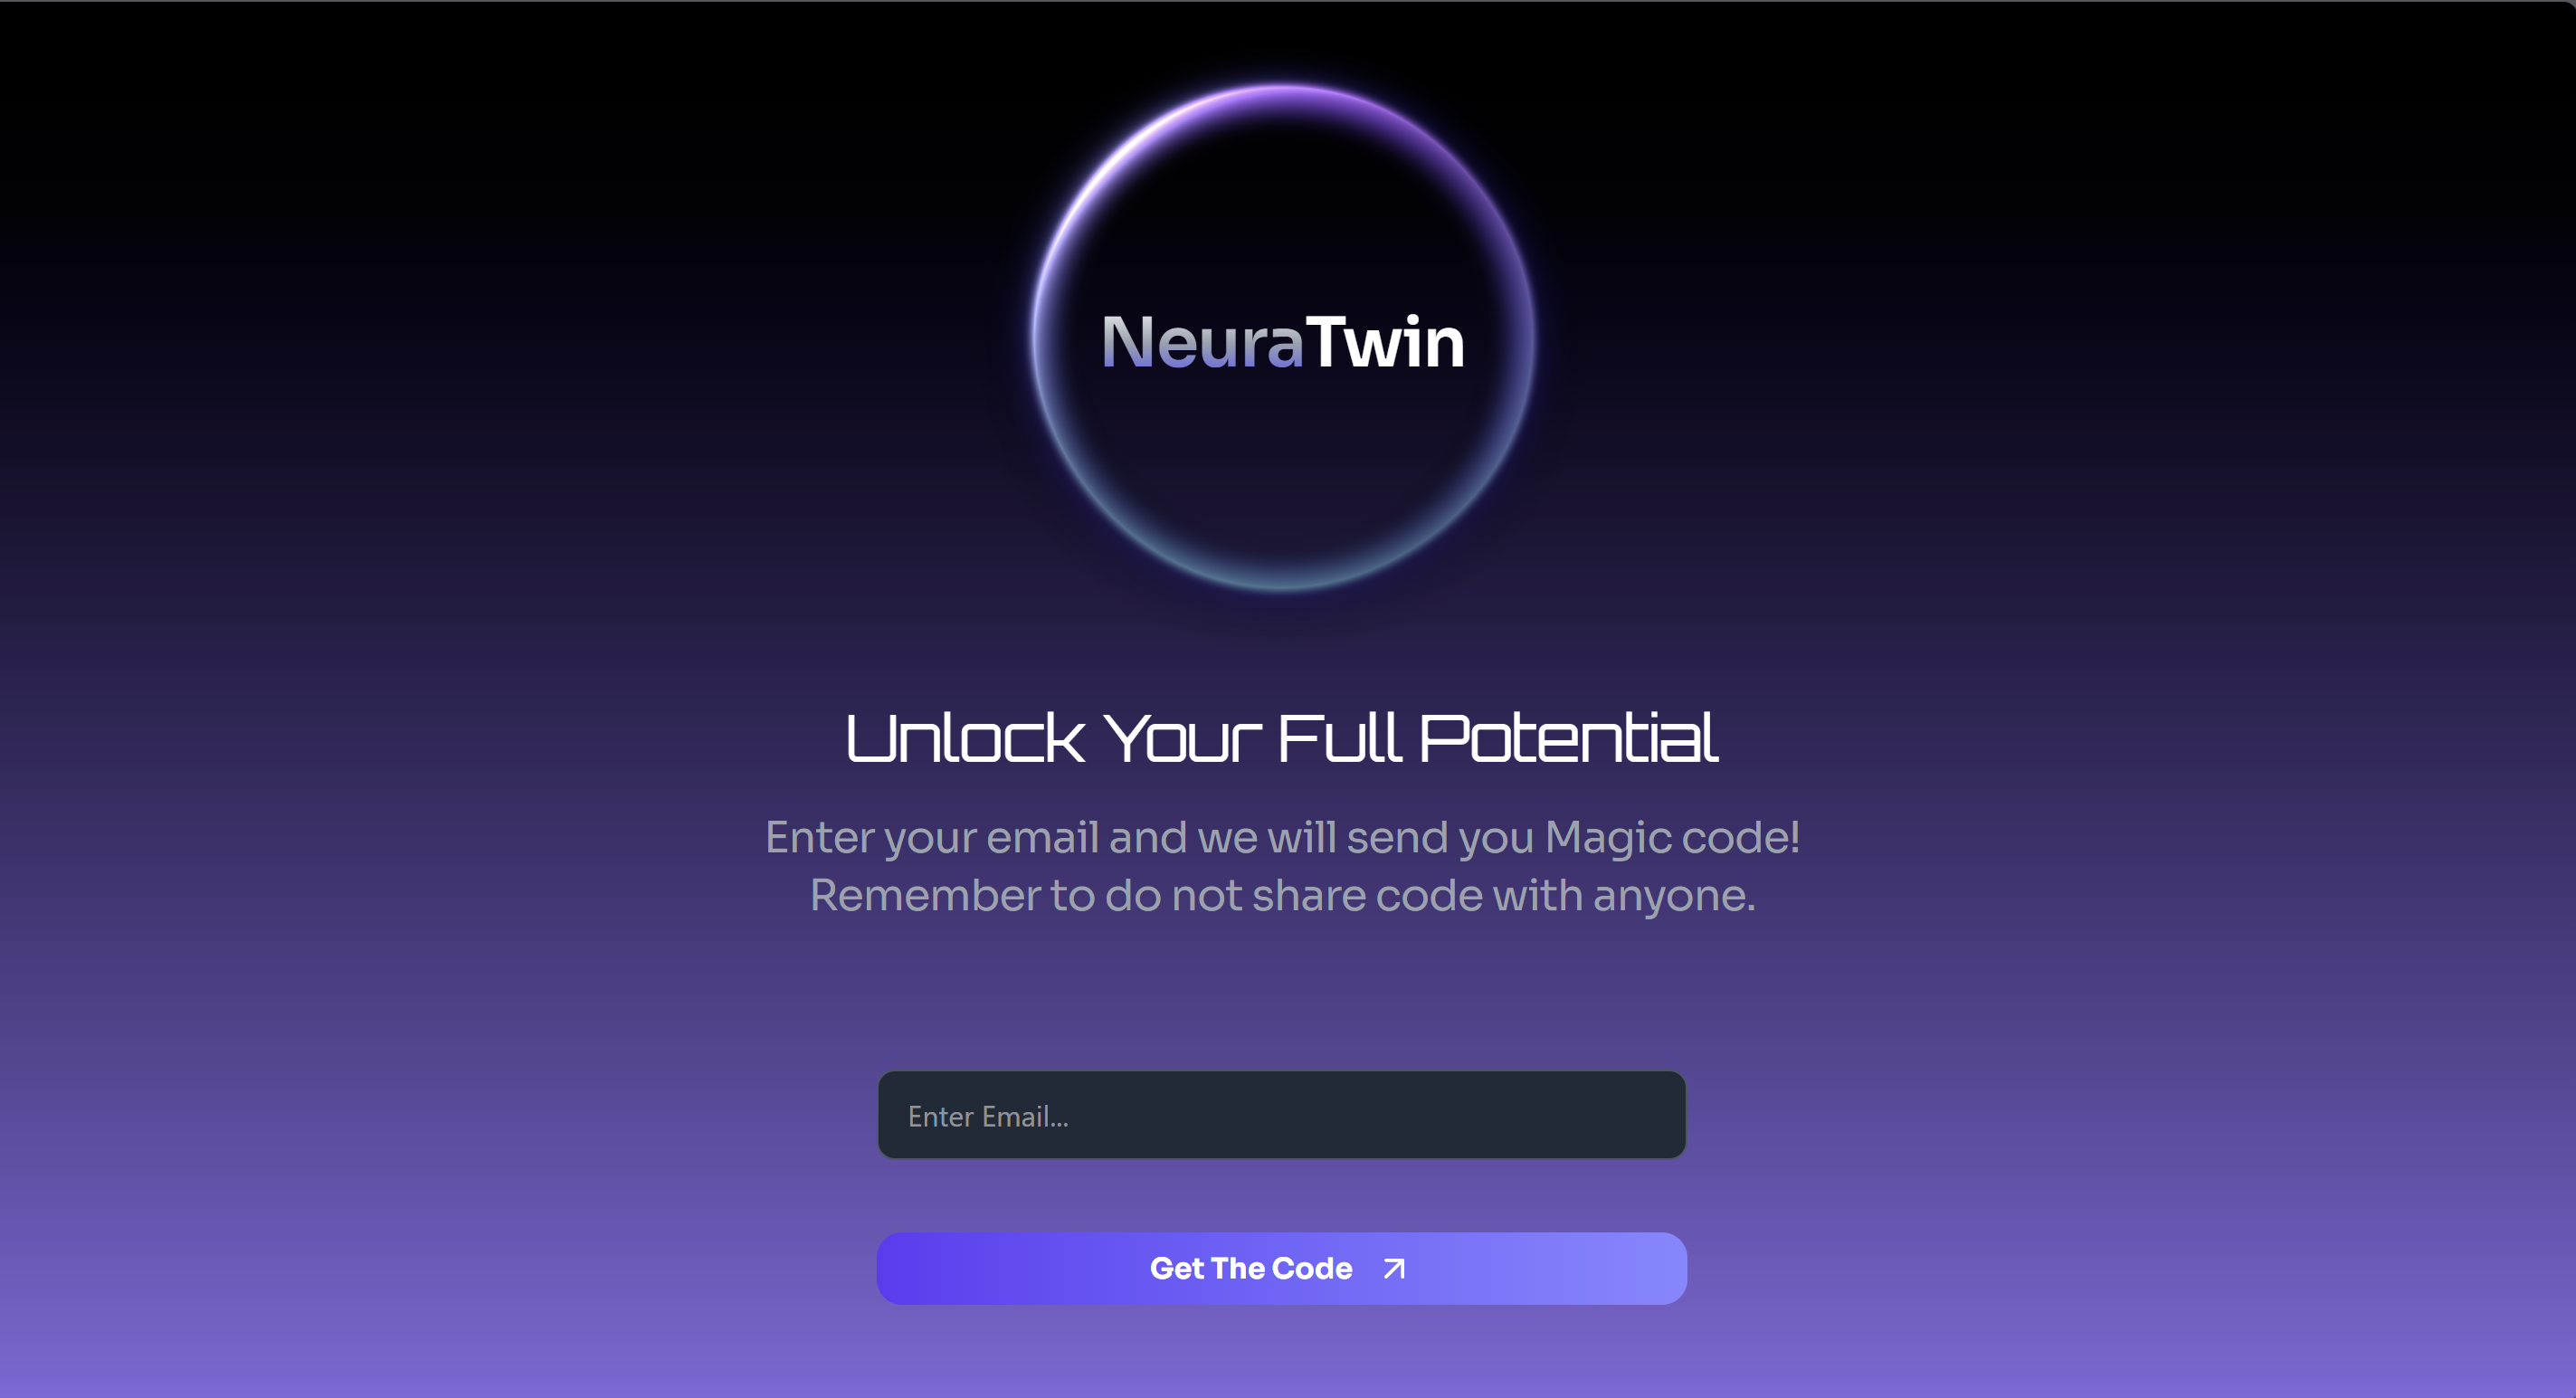 NeuraTwin
Unlock Your Full Potential
Enter your email and we will send you Magic code!
Remember to do not share code with anyone.
Enter Email...
Get The Code